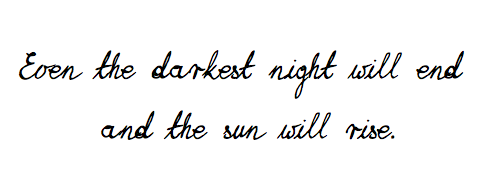 Even the darkest night will end
and the sun will rise.